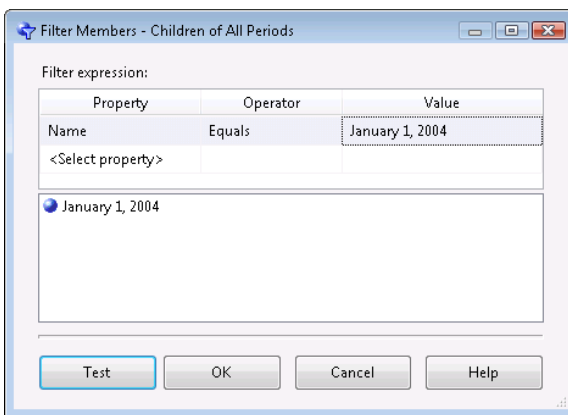 Filter Members - Children of All Periods
Filter expression:
Property Operator Value
Name Equals January 1, 2004
<Select property>
January 1, 2004
Test OK Cancel Help